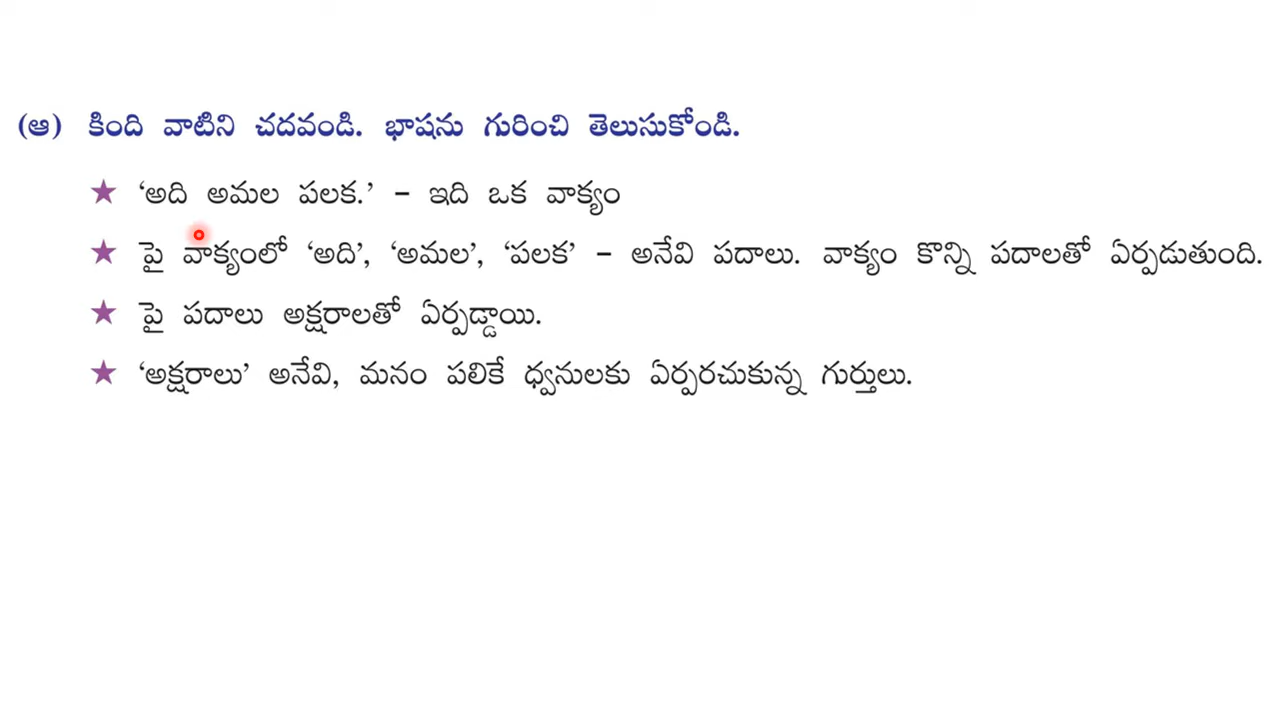 (ఆ) కింది వాటిని చదవండి. భాషను గురించి తెలుసుకోండి.
★ ‘అది అమల పలక.’ – ఇది ఒక వాక్యం
★ పై వాక్యంలో ‘అది’, ‘అమల’, ‘పలక’ – అనేవి పదాలు. వాక్యం కొన్ని పదాలతో ఏర్పడుతుంది.
★ పై పదాలు అక్షరాలతో ఏర్పడ్డాయి.
★ ‘అక్షరాలు’ అనేవి, మనం పలికే ధ్వనులకు ఏర్పరచుకున్న గుర్తులు.